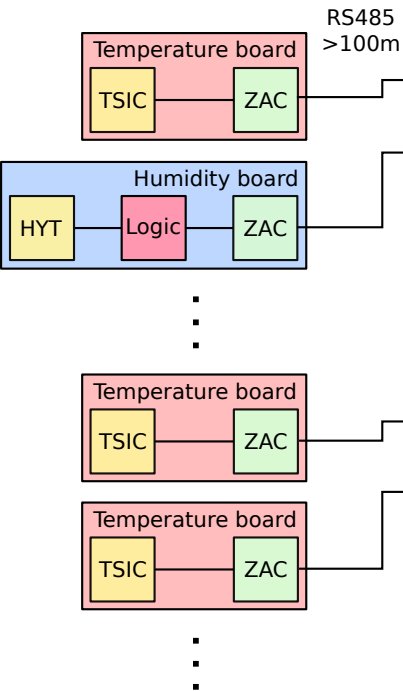 RS485
>100m
Temperature board
TSIC
ZAC
Humidity board
HYT
Logic
ZAC
Temperature board
TSIC
ZAC
Temperature board
TSIC
ZAC